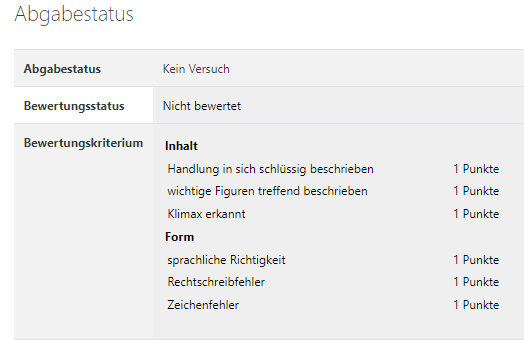 Abgabestatus
Abgabestatus Kein Versuch
Bewertungsstatus Nicht bewertet
Bewertungskriterium Inhalt
Handlung in sich schlüssig beschrieben 1 Punkte
wichtige Figuren treffend beschrieben 1 Punkte
Klimax erkannt 1 Punkte
Form
sprachliche Richtigkeit 1 Punkte
Rechtschreibfehler 1 Punkte
Zeichenfehler 1 Punkte